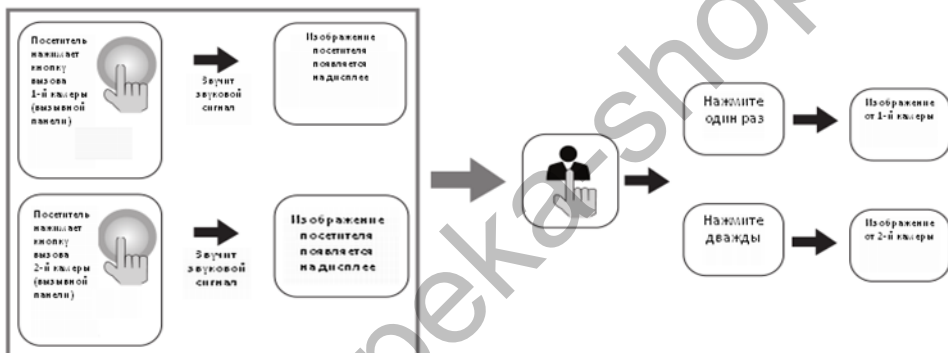 Посетитель
нажимает
кнопку
вызова
1-й камеры
(вызывной
панели)
Звучит
звуковой
сигнал
Изображение
посетителя
появляется
на дисплее
Посетитель
нажимает
кнопку
вызова
2-й камеры
(вызывной
панели)
Звучит
звуковой
сигнал
Изображение
посетителя
появляется
на дисплее
Нажмите
один раз
Изображение
от 1-й камеры
Нажмите
дважды
Изображение
от 2-й камеры
peka-shop